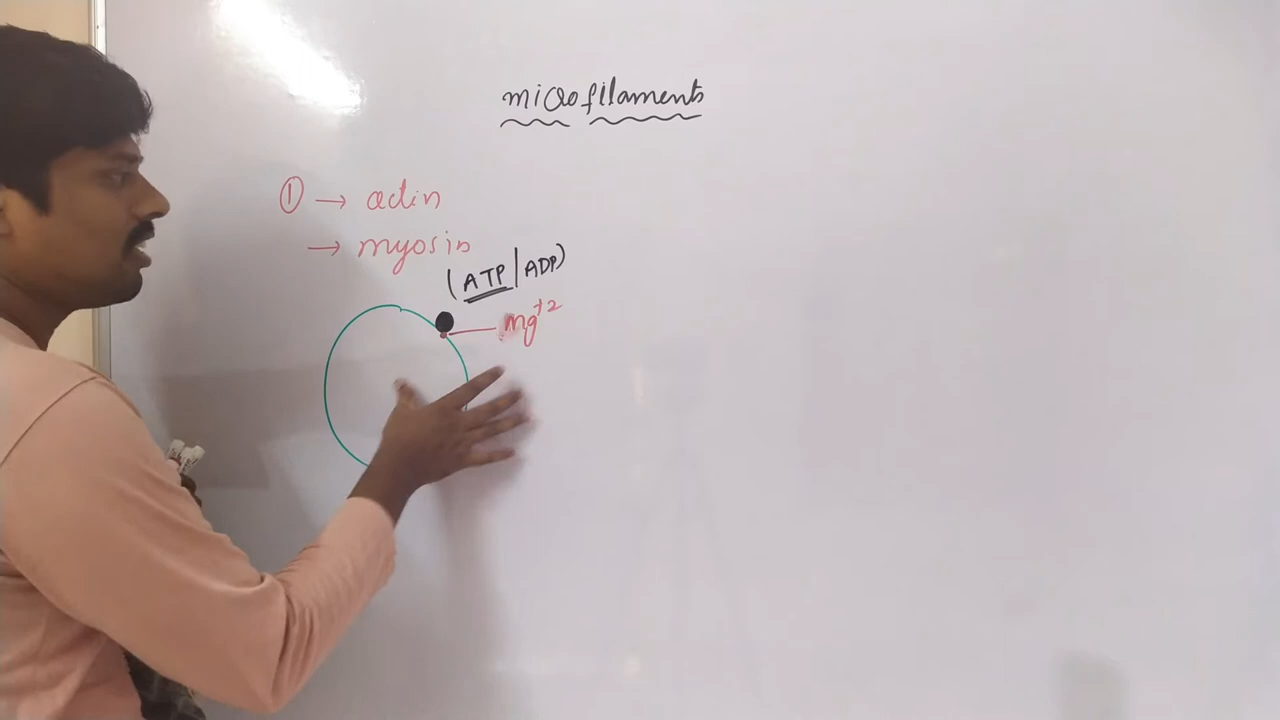 microfilaments
① → actin
→ myosin
(ATP|ADP)
mg+2